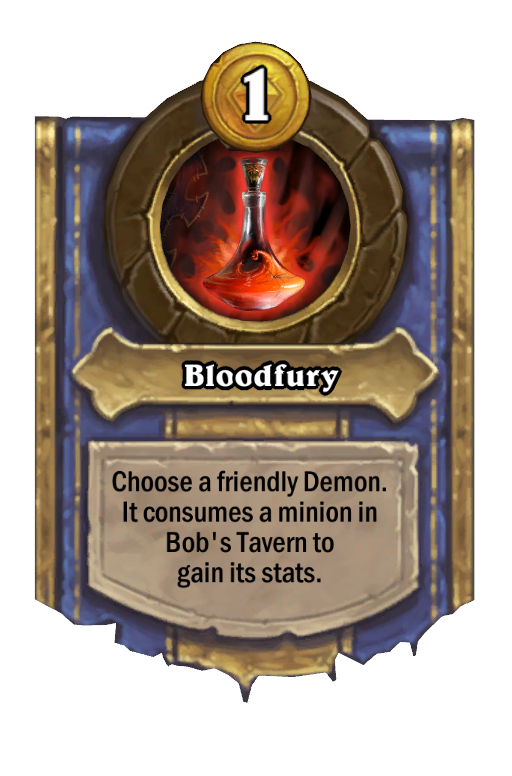 1
Bloodfury
Choose a friendly Demon.
It consumes a minion in
Bob's Tavern to
gain its stats.